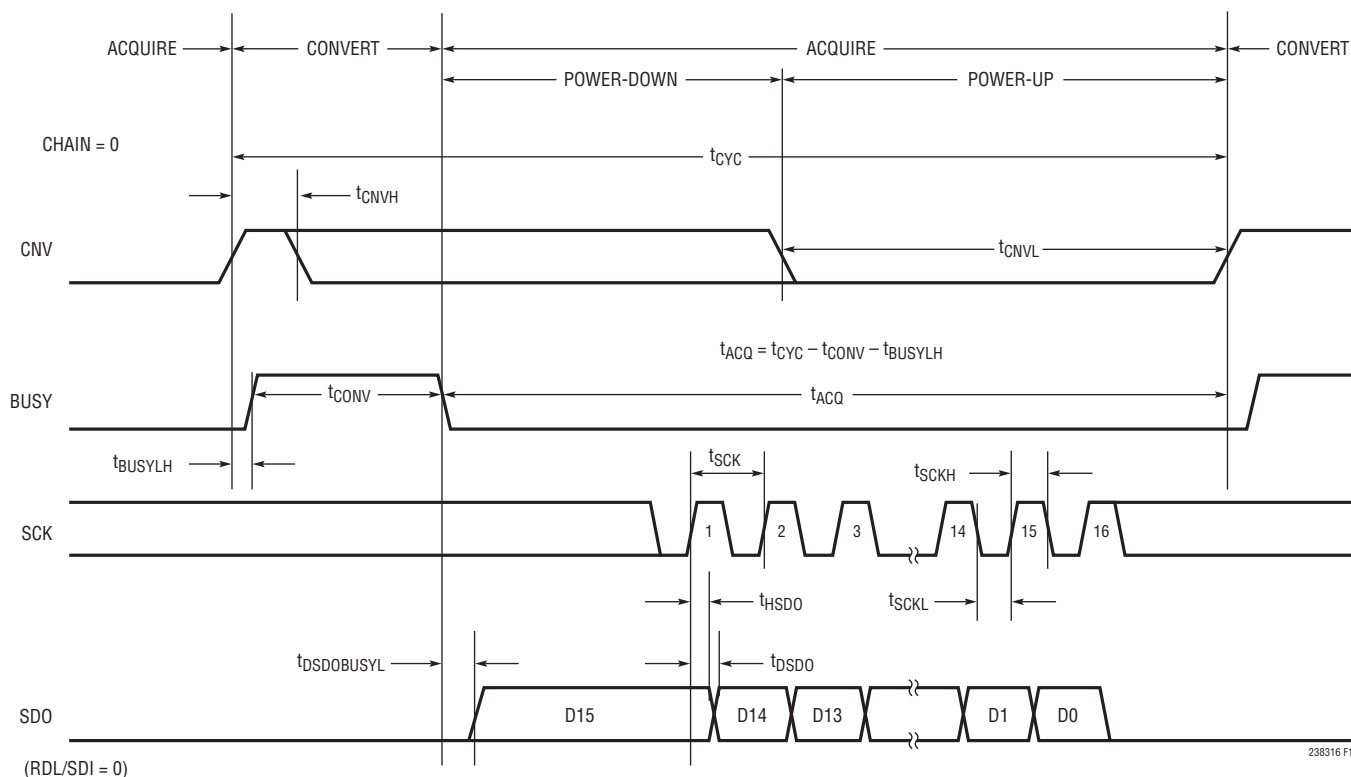 ACQUIRE CONVERT ACQUIRE CONVERT
POWER-DOWN POWER-UP
CHAIN = 0
tCYC
tCNVH
CNV
tCNVL
tACQ = tCYC – tCONV – tBUSYLH
BUSY
tCONV
tACQ
tBUSYLH
tSCK
tSCKH
SCK
1 2 3 14 15 16
tHSDO
tSCKL
tDSDOBUSYL
tDSDO
SDO
D15 D14 D13 D1 D0
238316 F1
(RDL/SDI = 0)